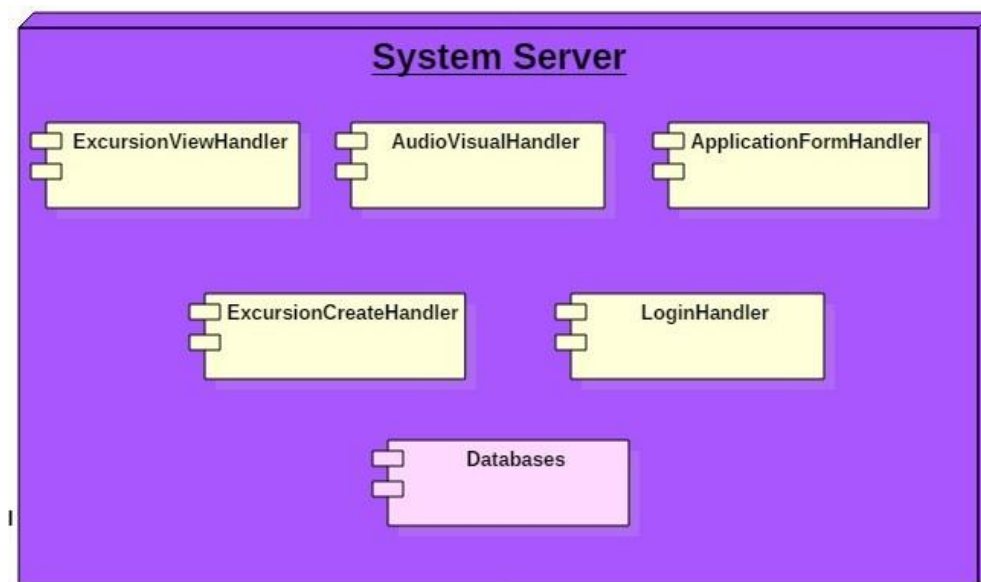 System Server
ExcursionViewHandler
AudioVisualHandler
ApplicationFormHandler
ExcursionCreateHandler
LoginHandler
Databases